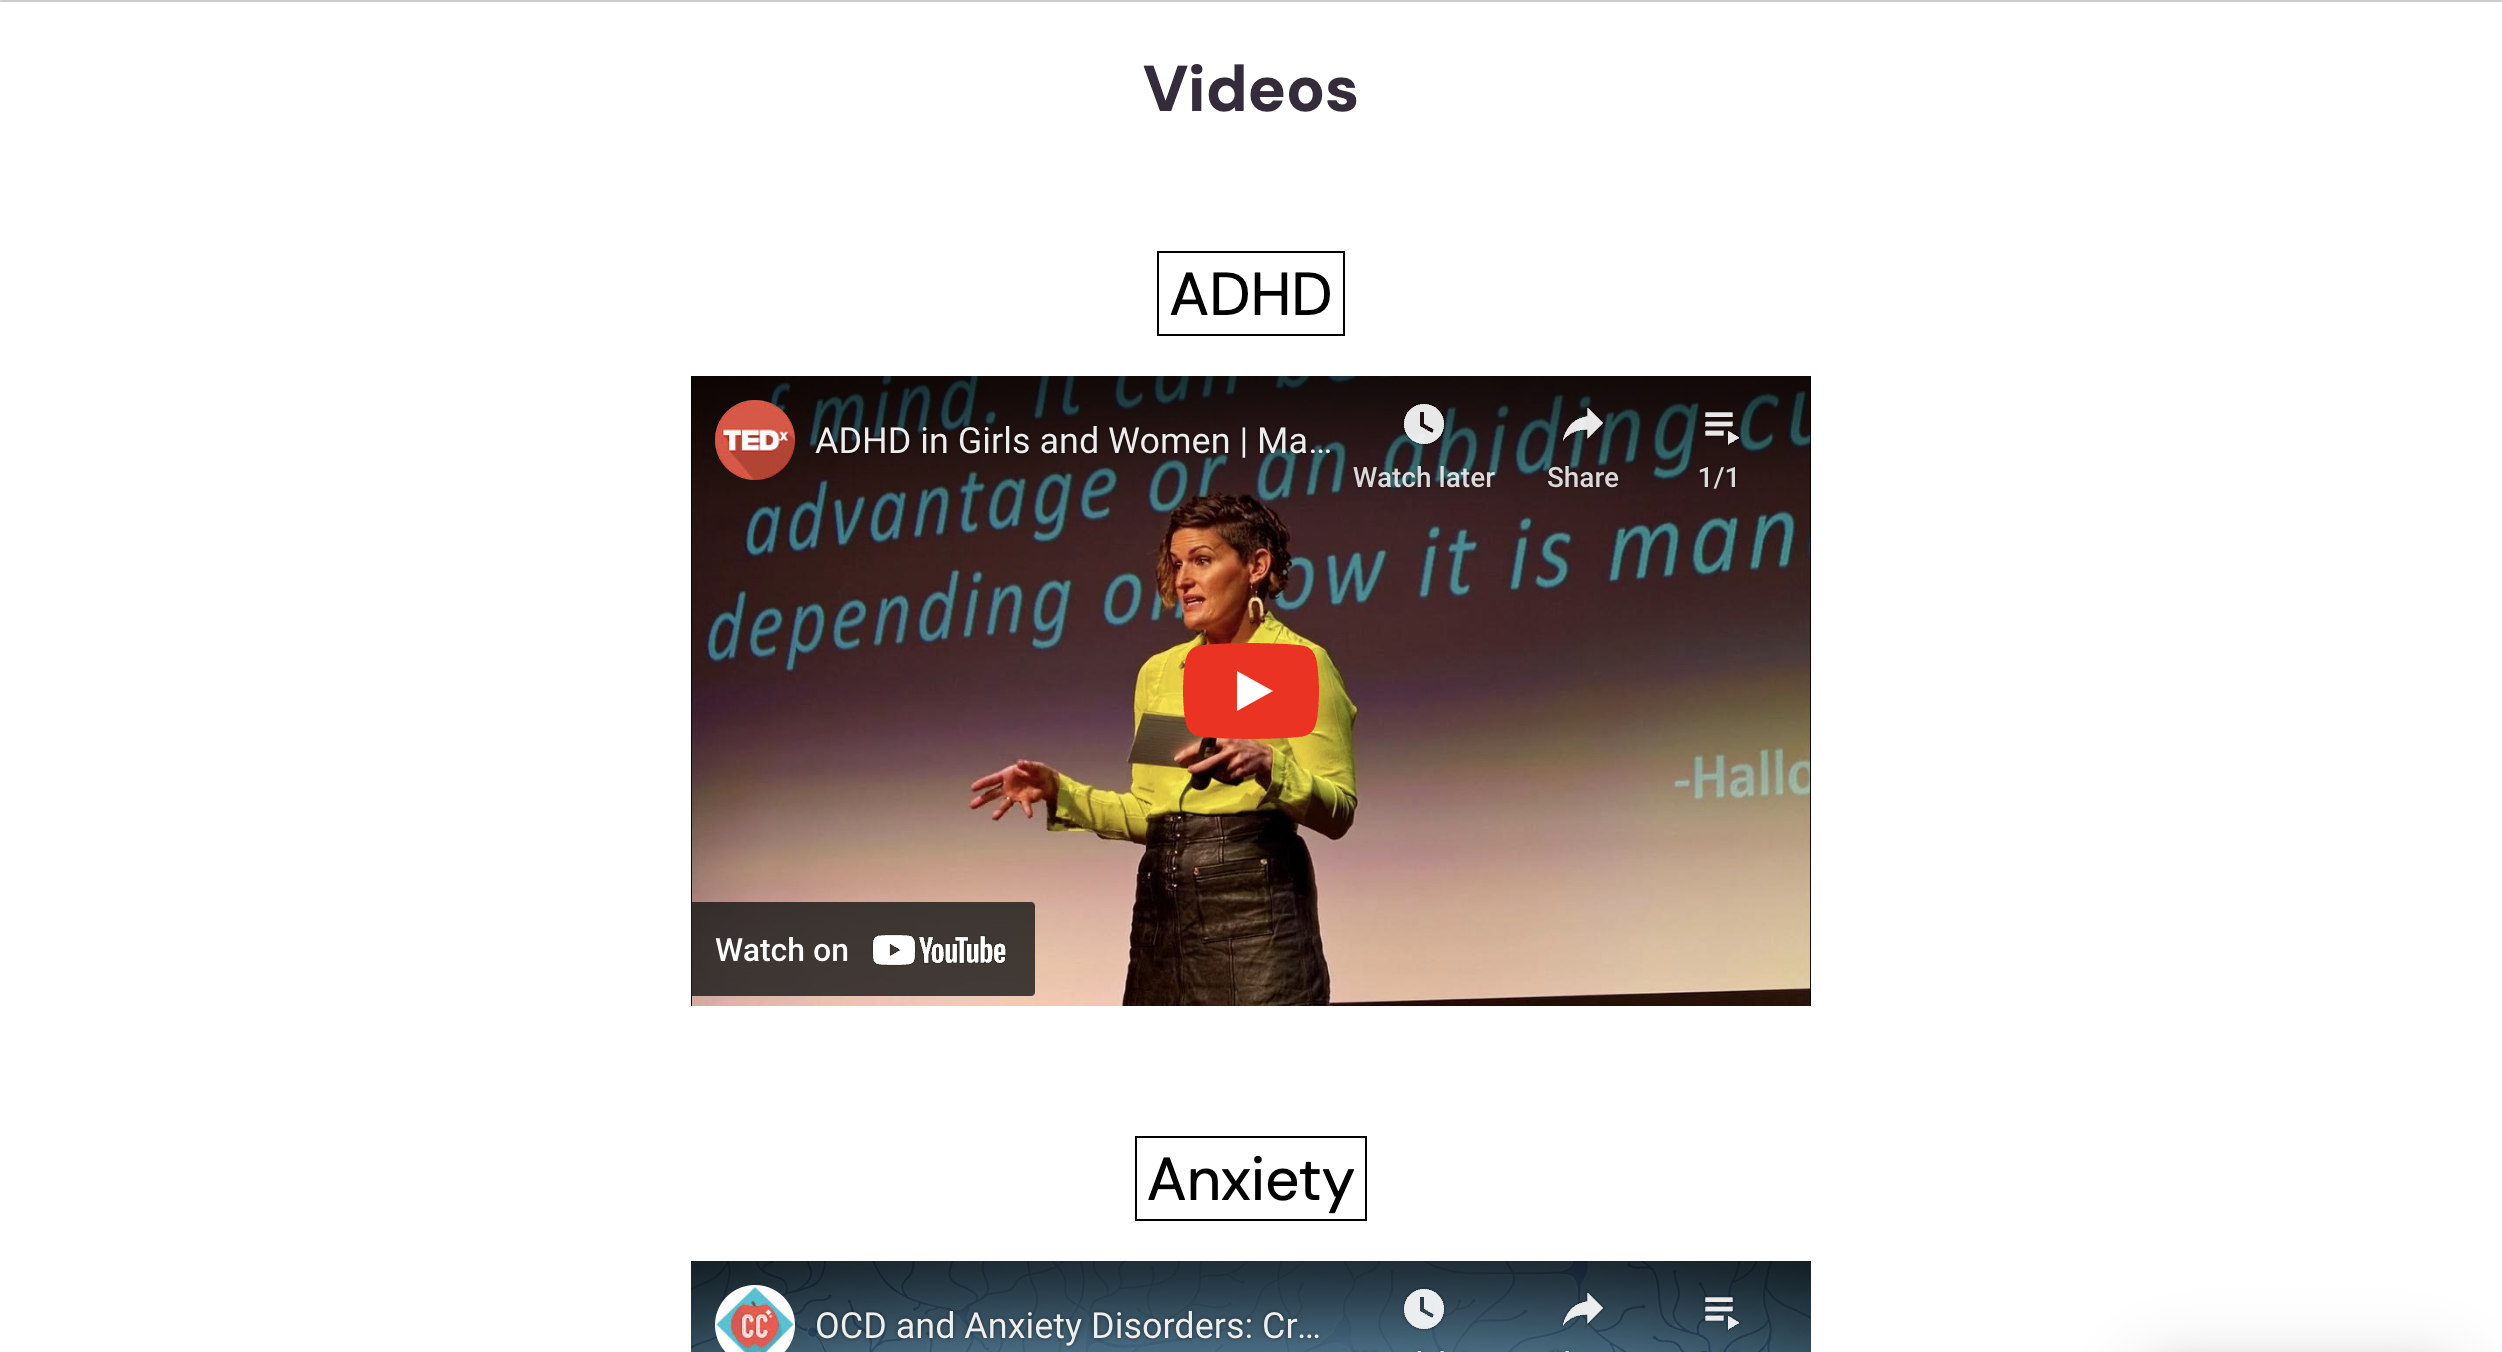 Videos
ADHD
f mind. It can be
TEDx
ADHD in Girls and Women | Ma...
Watch later
Share
1/1
advantage or an abiding cu
depending on how it is man
-Hallo
Watch on YouTube
Anxiety
CC
OCD and Anxiety Disorders: Cr...